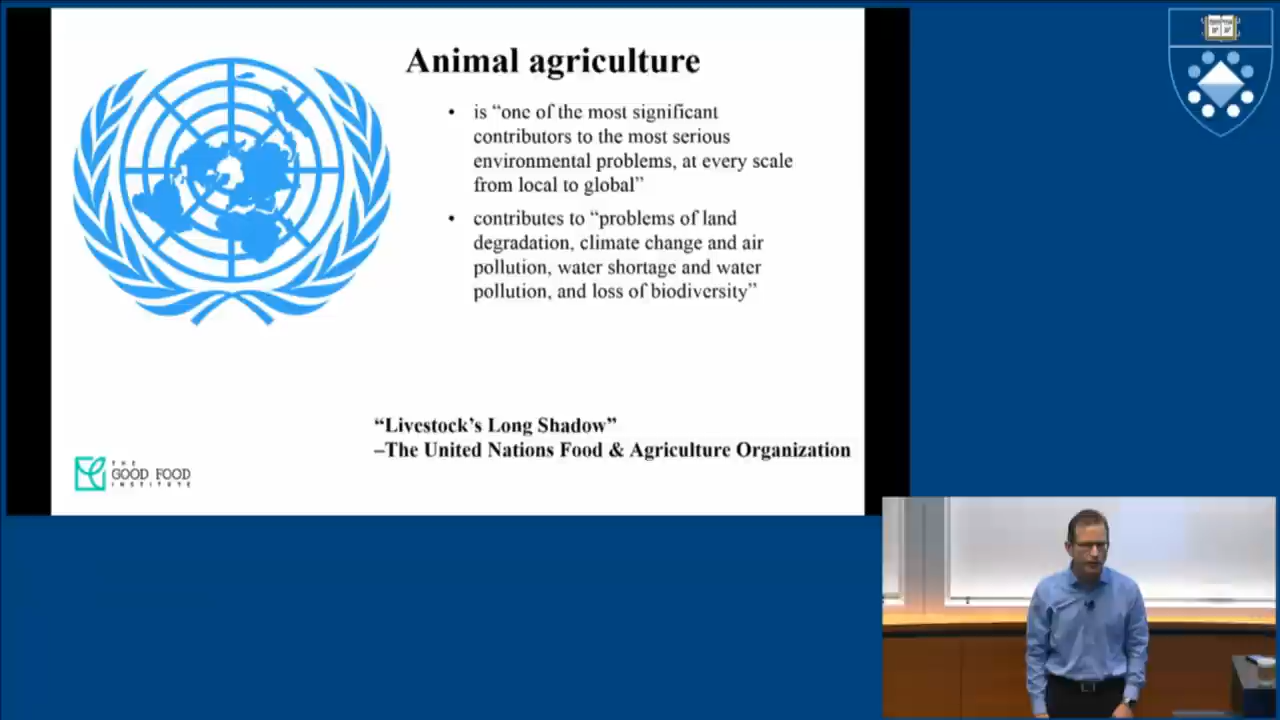 Animal agriculture
• is “one of the most significant
contributors to the most serious
environmental problems, at every scale
from local to global”
• contributes to “problems of land
degradation, climate change and air
pollution, water shortage and water
pollution, and loss of biodiversity”
“Livestock’s Long Shadow”
–The United Nations Food & Agriculture Organization
THE
GOOD FOOD
INSTITUTE